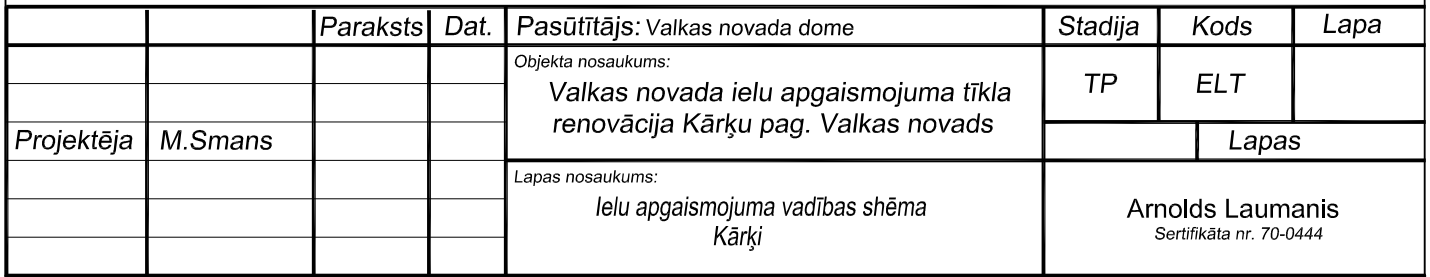 Paraksts Dat. Pasūtītājs: Valkas novada dome Stadija Kods Lapa
Objekta nosaukums:
Valkas novada ielu apgaismojuma tīkla
renovācija Kārķu pag. Valkas novads
TP ELT
Projektēja M.Smans
Lapas
Lapas nosaukums:
Ielu apgaismojuma vadības shēma
Kārķi
Arnolds Laumanis
Sertifikāta nr. 70-0444